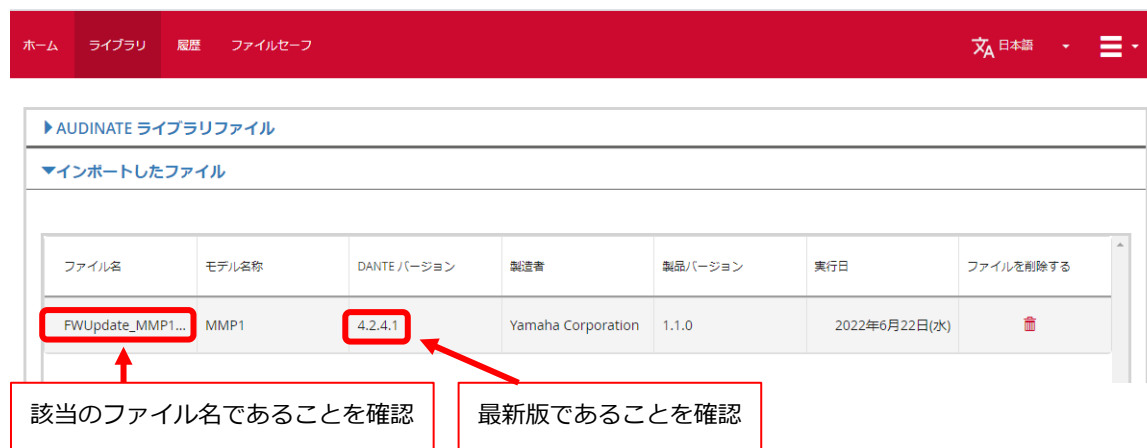 ホーム ライブラリ 履歴 ファイルセーフ 日本語
AUDINATE ライブラリファイル
インポートしたファイル
ファイル名 モデル名称 DANTE バージョン 製造者 製品バージョン 実行日 ファイルを削除する
FWUpdate_MMP1... MMP1 4.2.4.1 Yamaha Corporation 1.1.0 2022年6月22日(水)
該当のファイル名であることを確認 最新版であることを確認